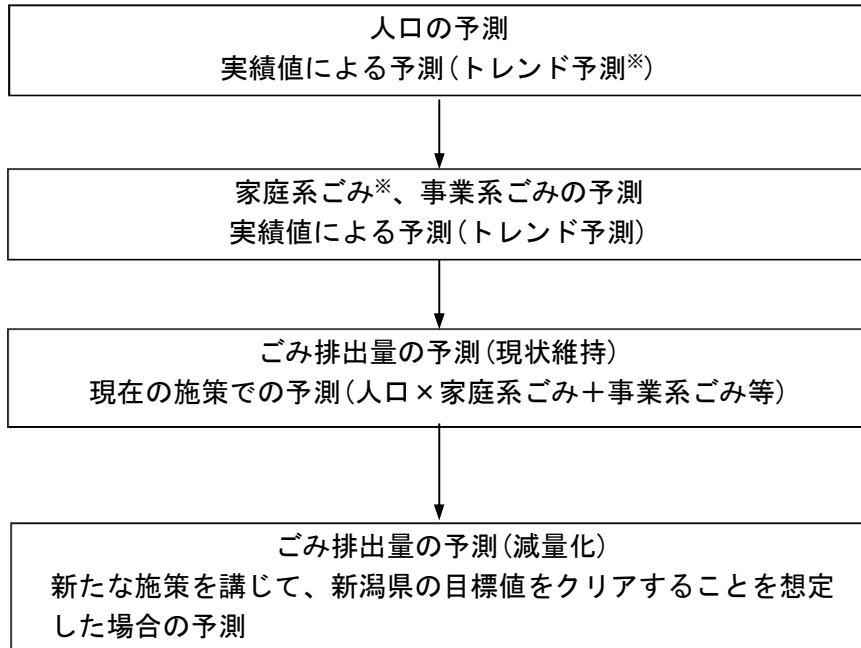 人口の予測
実績値による予測(トレンド予測※)
家庭系ごみ※、事業系ごみの予測
実績値による予測(トレンド予測)
ごみ排出量の予測(現状維持)
現在の施策での予測(人口×家庭系ごみ+事業系ごみ等)
ごみ排出量の予測(減量化)
新たな施策を講じて、新潟県の目標値をクリアすることを想定
した場合の予測